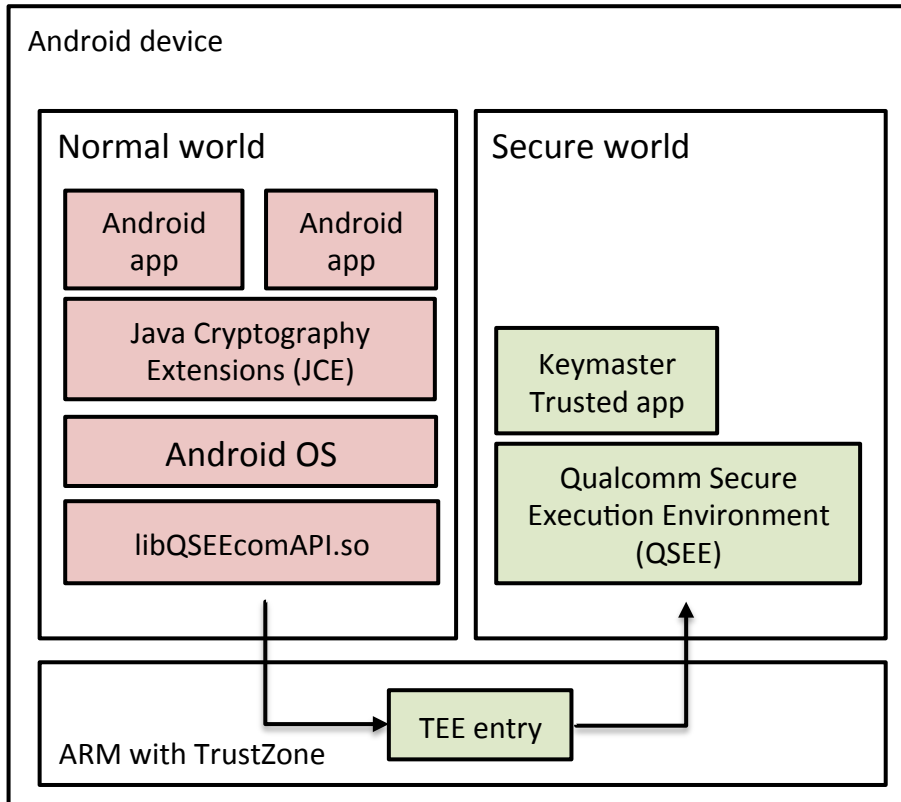 Android device
Normal world
Android
app
Android
app
Java Cryptography
Extensions (JCE)
Android OS
libQSEEcomAPI.so
Secure world
Keymaster
Trusted app
Qualcomm Secure
Execution Environment
(QSEE)
TEE entry
ARM with TrustZone